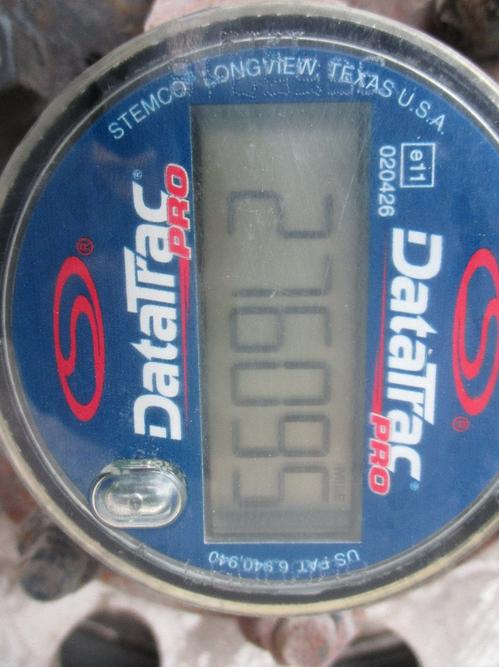 STEMCO® LONGVIEW, TEXAS U.S.A.
e11
020426
DataTrac®
PRO
276095
MILE
DataTrac®
PRO
US PAT. 6,940,940